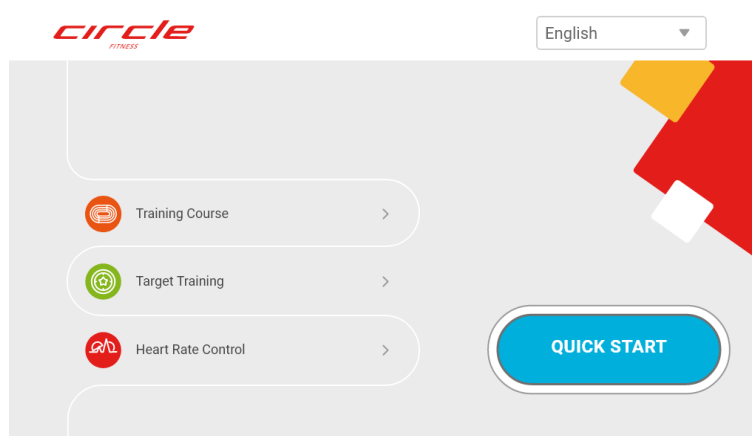 circle
FITNESS
English
Training Course
Target Training
Heart Rate Control
QUICK START